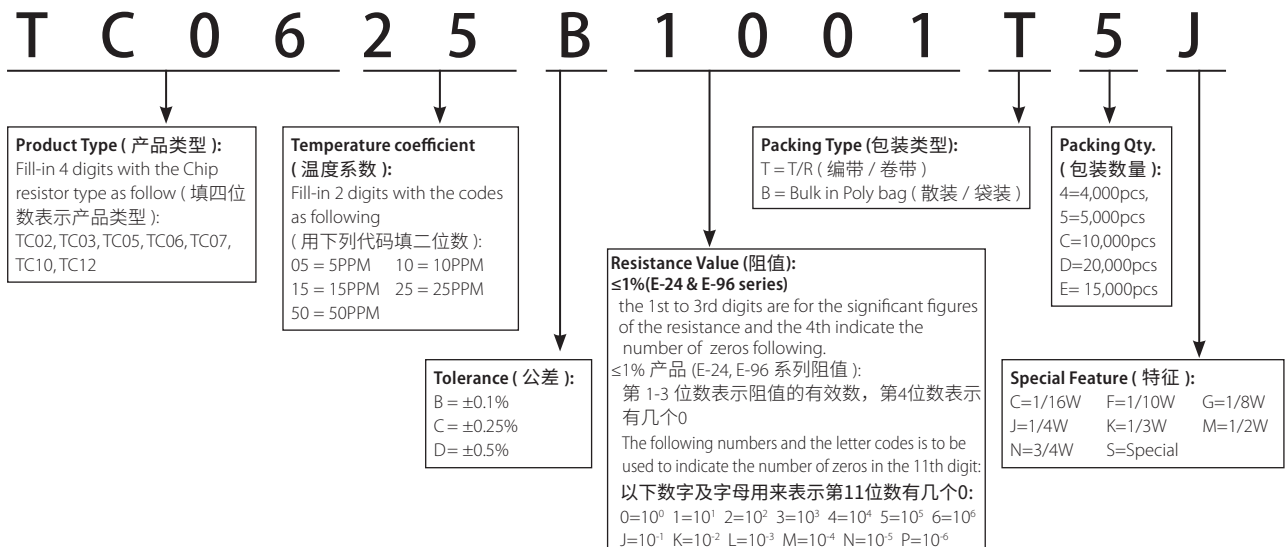 T C 0 6 2 5 B 1 0 0 1 T 5 J
Product Type ( 产品类型 ):
Fill-in 4 digits with the Chip
resistor type as follow ( 填四位
数表示产品类型 ):
TC02, TC03, TC05, TC06, TC07,
TC10, TC12
Temperature coefficient
( 温度系数 ):
Fill-in 2 digits with the codes
as following
( 用下列代码填二位数 ):
05 = 5PPM 10 = 10PPM
15 = 15PPM 25 = 25PPM
50 = 50PPM
Tolerance ( 公差 ):
B = ±0.1%
C = ±0.25%
D= ±0.5%
Resistance Value (阻值):
≤1%(E-24 & E-96 series)
the 1st to 3rd digits are for the significant figures
of the resistance and the 4th indicate the
number of zeros following.
≤1% 产品 (E-24, E-96 系列阻值 ):
第 1-3 位数表示阻值的有效数，第4位数表示
有几个0
The following numbers and the letter codes is to be
used to indicate the number of zeros in the 11th digit:
以下数字及字母用来表示第11位数有几个0:
0=10⁰ 1=10¹ 2=10² 3=10³ 4=10⁴ 5=10⁵ 6=10⁶
J=10⁻¹ K=10⁻² L=10⁻³ M=10⁻⁴ N=10⁻⁵ P=10⁻⁶
Packing Type (包装类型):
T = T/R ( 编带 / 卷带 )
B = Bulk in Poly bag ( 散装 / 袋装 )
Packing Qty.
( 包装数量 ):
4=4,000pcs,
5=5,000pcs
C=10,000pcs
D=20,000pcs
E= 15,000pcs
Special Feature ( 特征 ):
C=1/16W F=1/10W G=1/8W
J=1/4W K=1/3W M=1/2W
N=3/4W S=Special